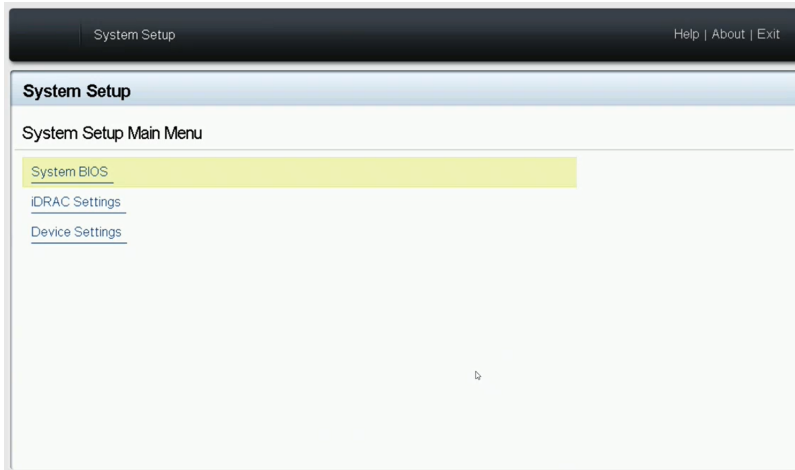 System Setup
Help | About | Exit
System Setup
System Setup Main Menu
System BIOS
iDRAC Settings
Device Settings